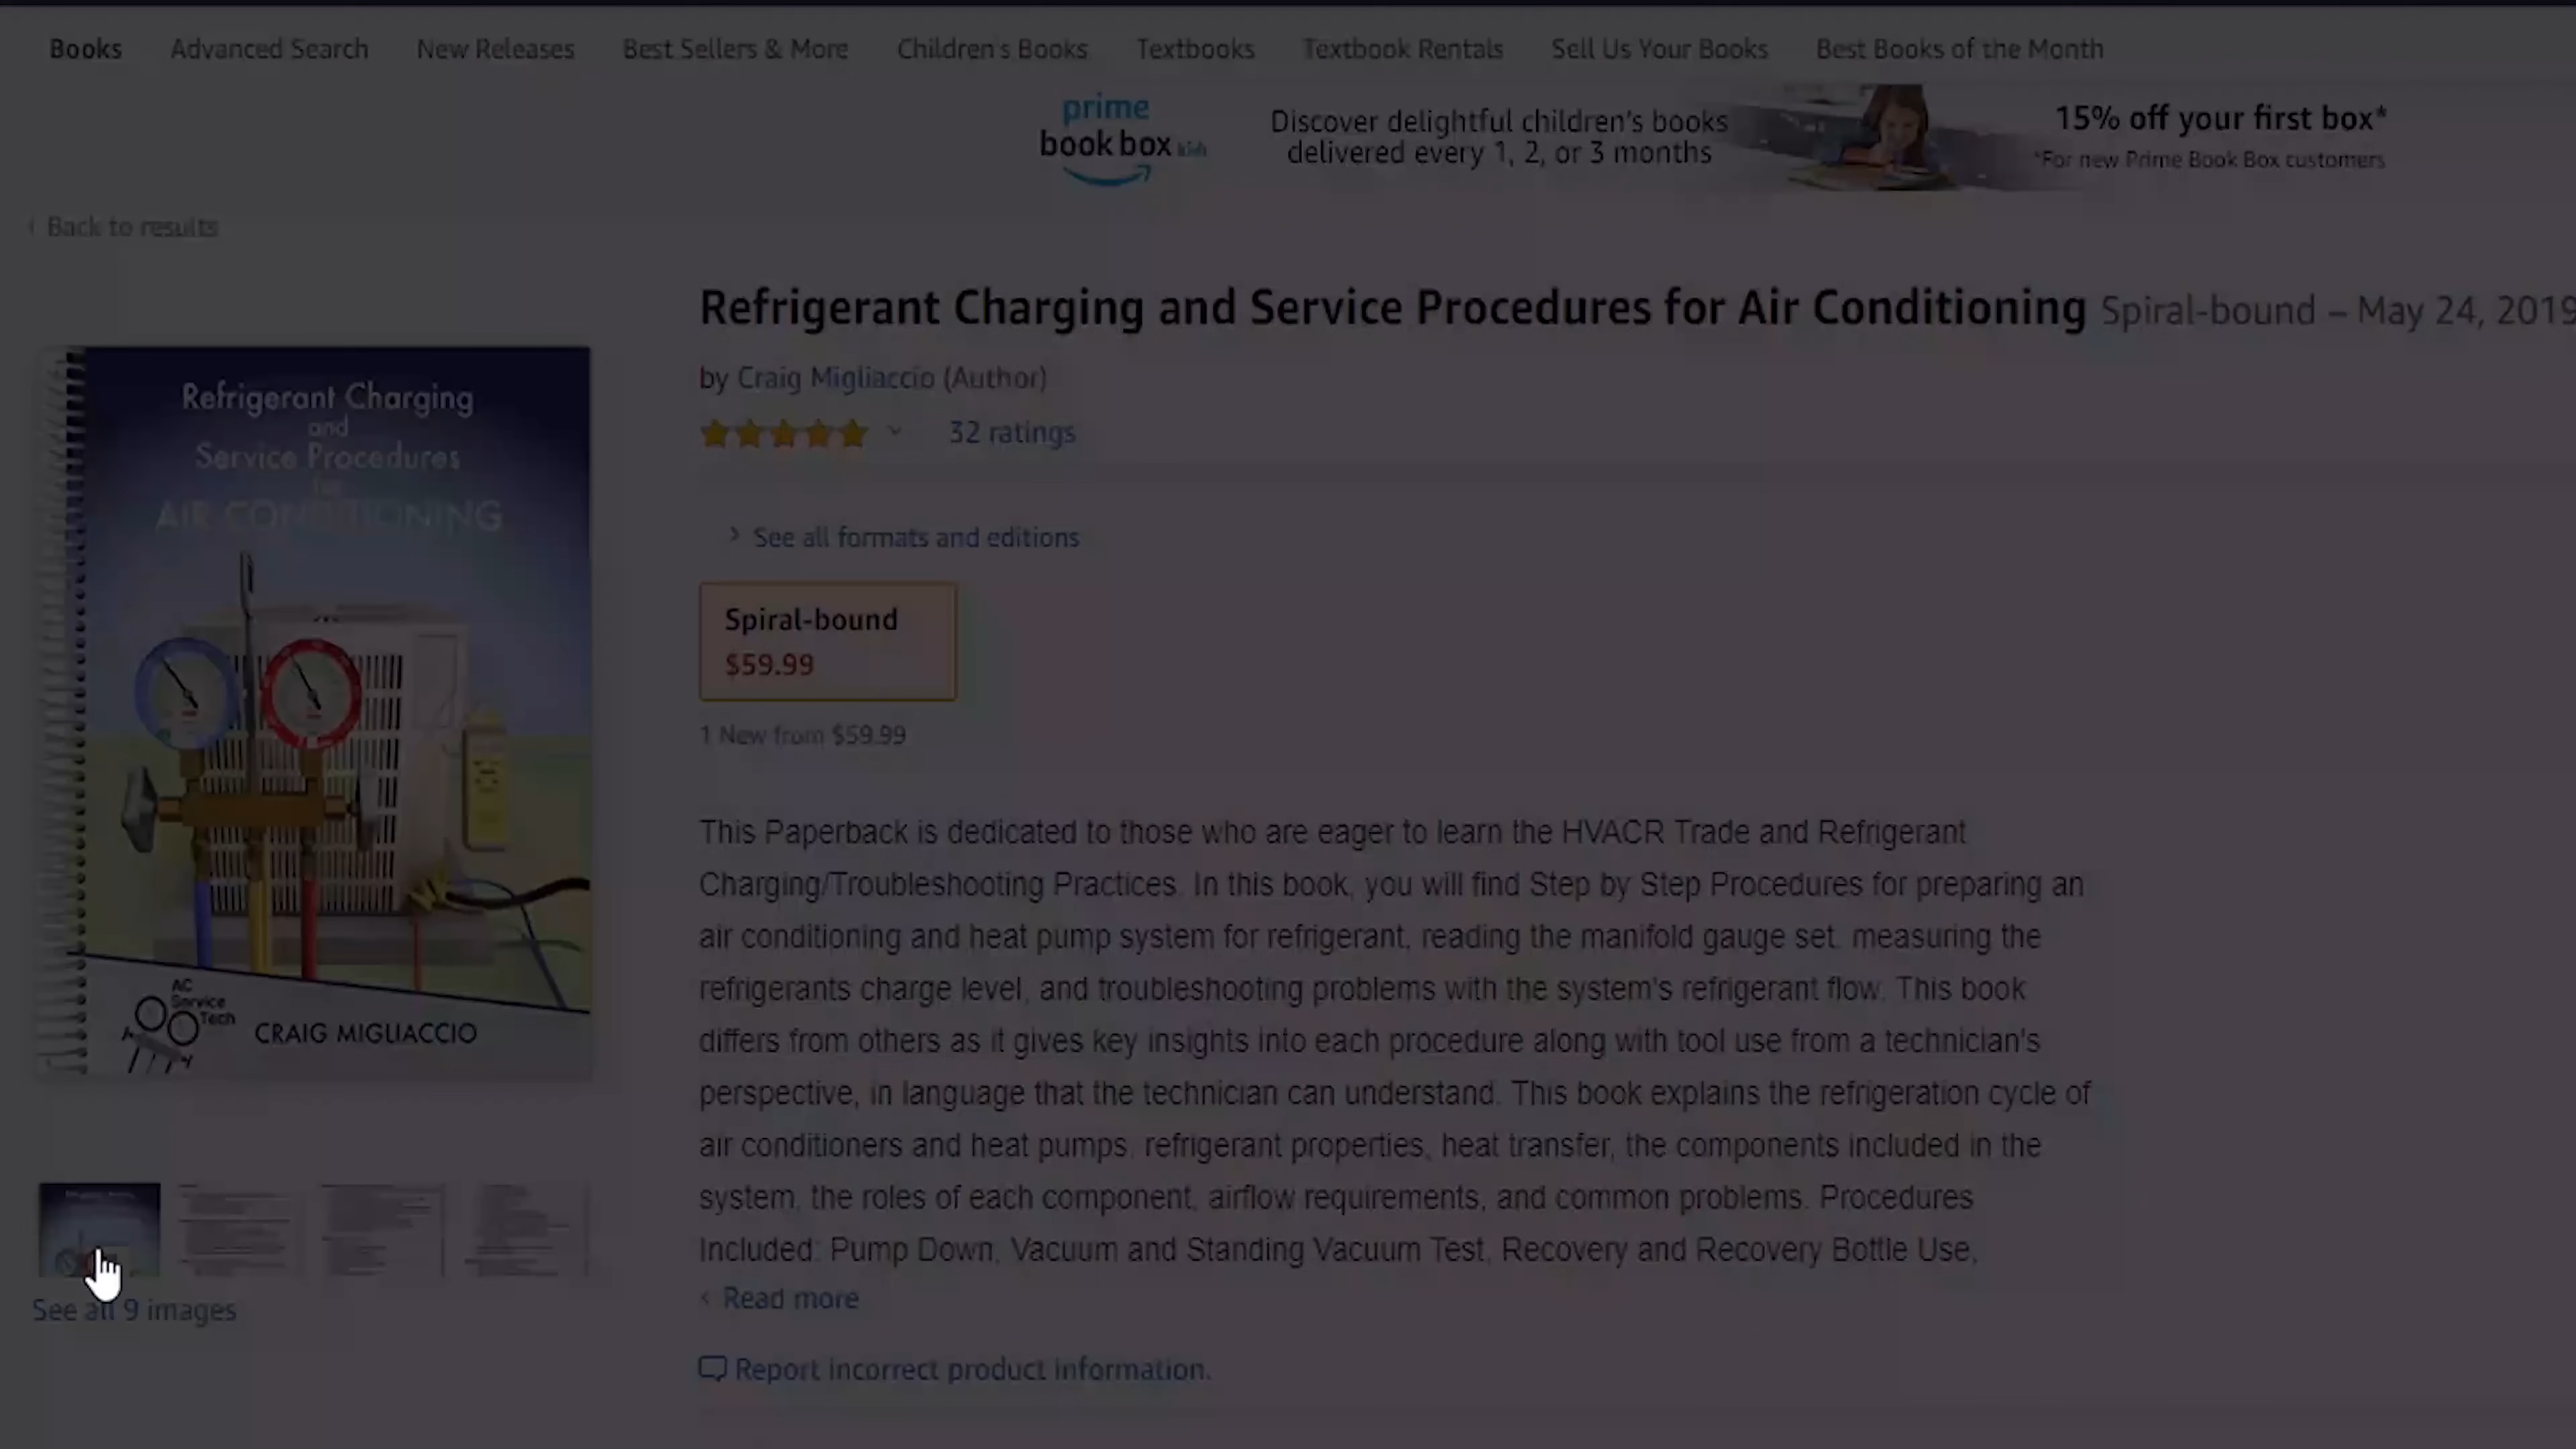 Books Advanced Search New Releases Best Sellers & More Children's Books Textbooks Textbook Rentals Sell Us Your Books Best Books of the Month
prime
book box kids
Discover delightful children's books
delivered every 1, 2, or 3 months
15% off your first box*
*For new Prime Book Box customers
‹ Back to results
Refrigerant Charging and Service Procedures for Air Conditioning Spiral-bound – May 24, 2019
by Craig Migliaccio (Author)
32 ratings
› See all formats and editions
Spiral-bound
$59.99
1 New from $59.99
This Paperback is dedicated to those who are eager to learn the HVACR Trade and Refrigerant
Charging/Troubleshooting Practices. In this book, you will find Step by Step Procedures for preparing an
air conditioning and heat pump system for refrigerant, reading the manifold gauge set, measuring the
refrigerants charge level, and troubleshooting problems with the system's refrigerant flow. This book
differs from others as it gives key insights into each procedure along with tool use from a technician's
perspective, in language that the technician can understand. This book explains the refrigeration cycle of
air conditioners and heat pumps, refrigerant properties, heat transfer, the components included in the
system, the roles of each component, airflow requirements, and common problems. Procedures
Included: Pump Down, Vacuum and Standing Vacuum Test, Recovery and Recovery Bottle Use,
‹ Read more
Report incorrect product information.
Refrigerant Charging
and
Service Procedures
for
AIR CONDITIONING
AC
Service
Tech
CRAIG MIGLIACCIO
See all 9 images